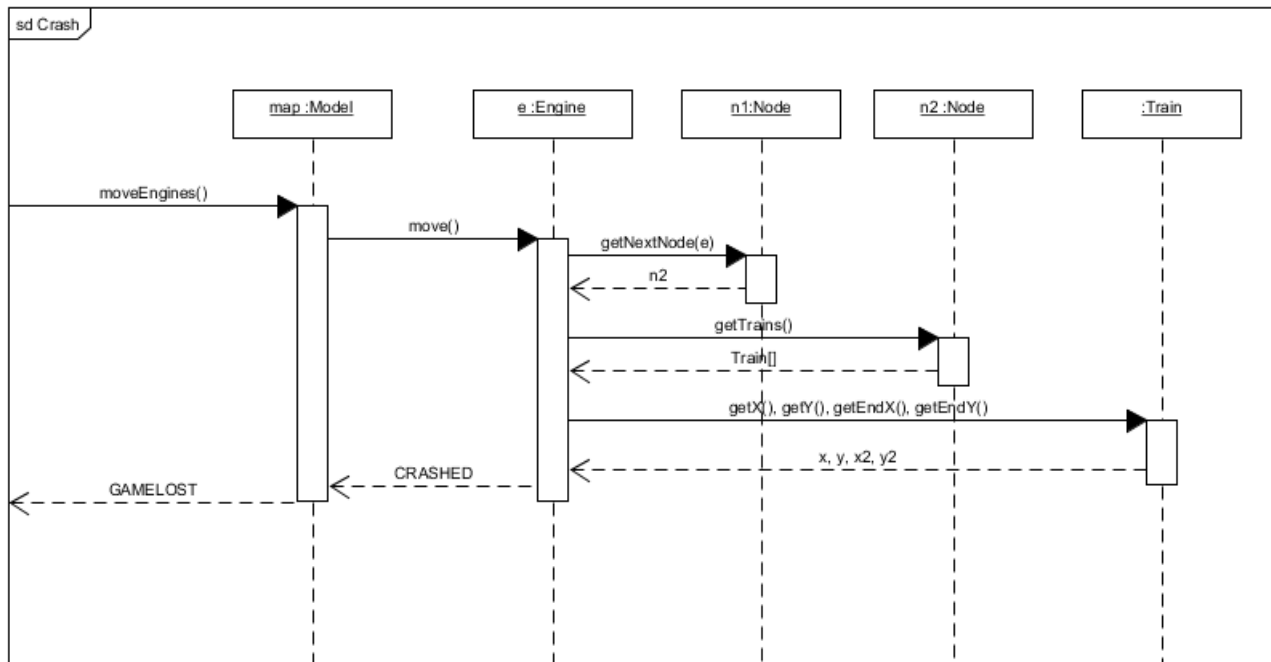 sd Crash
map :Model
e :Engine
n1:Node
n2 :Node
:Train
moveEngines()
move()
getNextNode(e)
n2
getTrains()
Train[]
getX(), getY(), getEndX(), getEndY()
x, y, x2, y2
CRASHED
GAMELOST